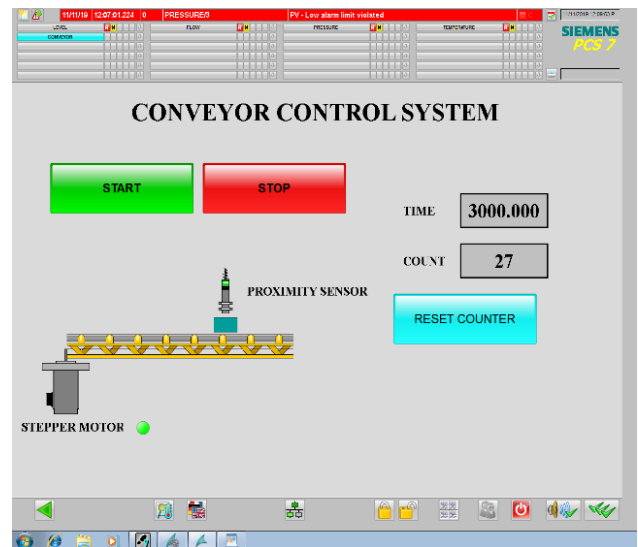 11/11/19 12:07:01.224 0 PRESSURE/3 PV - Low alarm limit violated
LEVEL FLOW PRESSURE TEMPERATURE
CONVEYOR
SIEMENS
PCS 7
CONVEYOR CONTROL SYSTEM
START STOP
TIME 3000.000
COUNT 27
PROXIMITY SENSOR
RESET COUNTER
STEPPER MOTOR